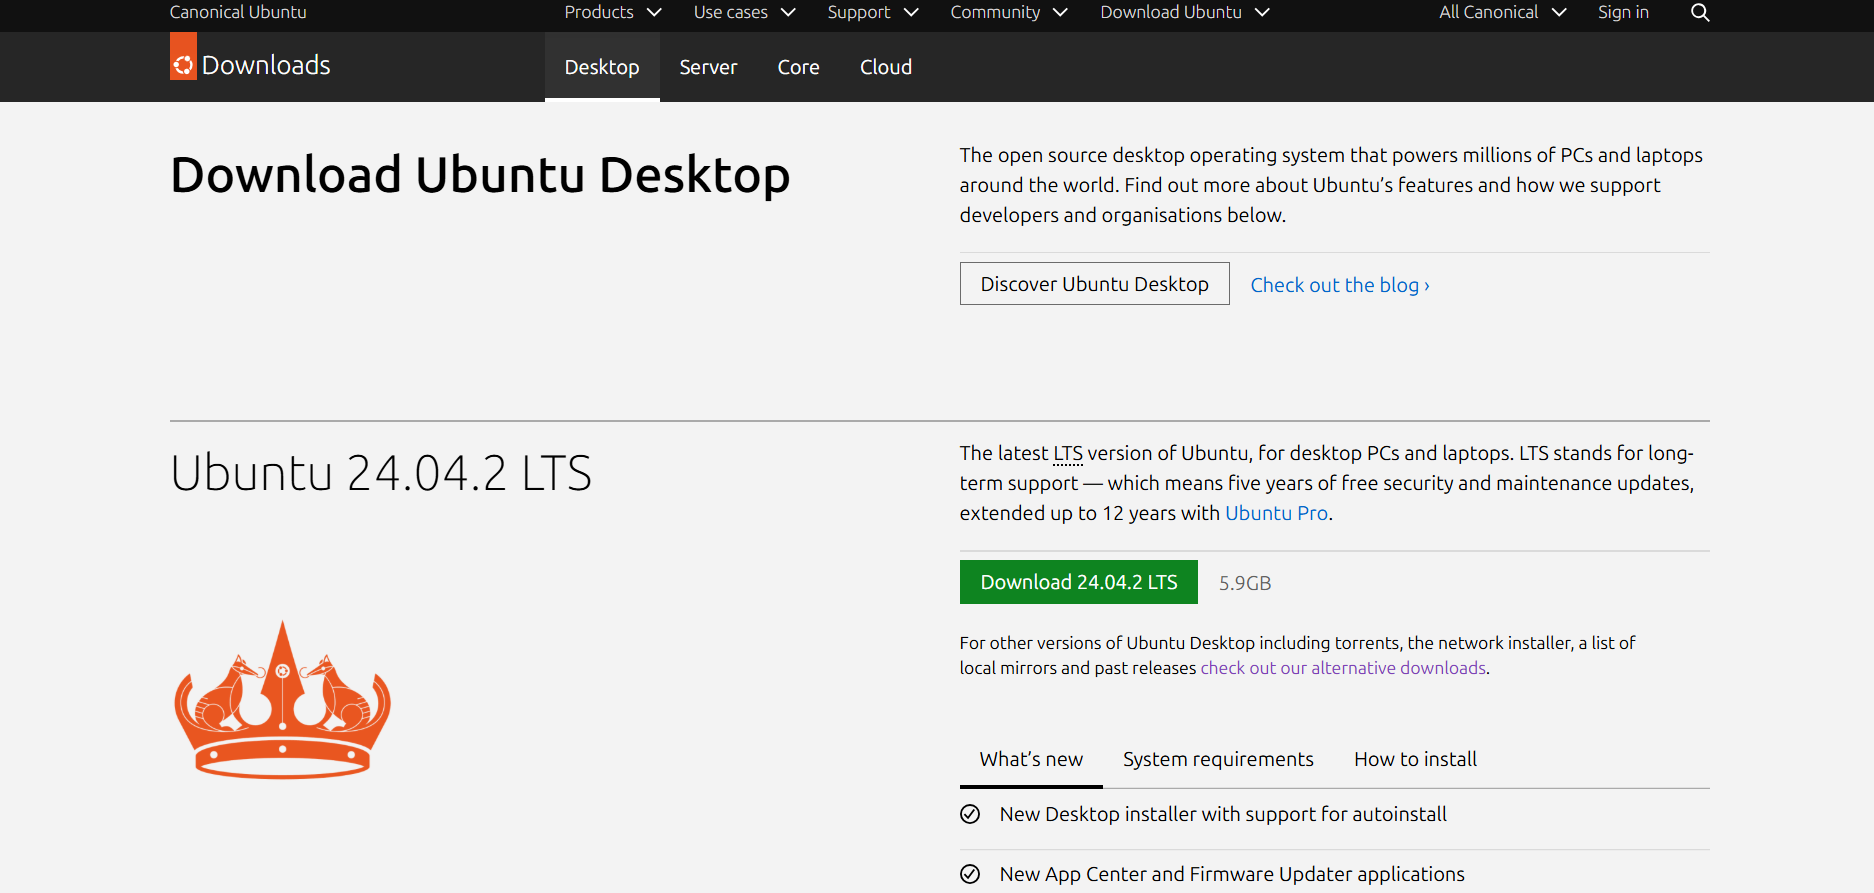 Canonical Ubuntu
Products
Use cases
Support
Community
Download Ubuntu
All Canonical
Sign in
Downloads
Desktop
Server
Core
Cloud
Download Ubuntu Desktop
The open source desktop operating system that powers millions of PCs and laptops
around the world. Find out more about Ubuntu’s features and how we support
developers and organisations below.
Discover Ubuntu Desktop
Check out the blog ›
Ubuntu 24.04.2 LTS
The latest LTS version of Ubuntu, for desktop PCs and laptops. LTS stands for long-
term support — which means five years of free security and maintenance updates,
extended up to 12 years with Ubuntu Pro.
Download 24.04.2 LTS
5.9GB
For other versions of Ubuntu Desktop including torrents, the network installer, a list of
local mirrors and past releases check out our alternative downloads.
What’s new
System requirements
How to install
New Desktop installer with support for autoinstall
New App Center and Firmware Updater applications